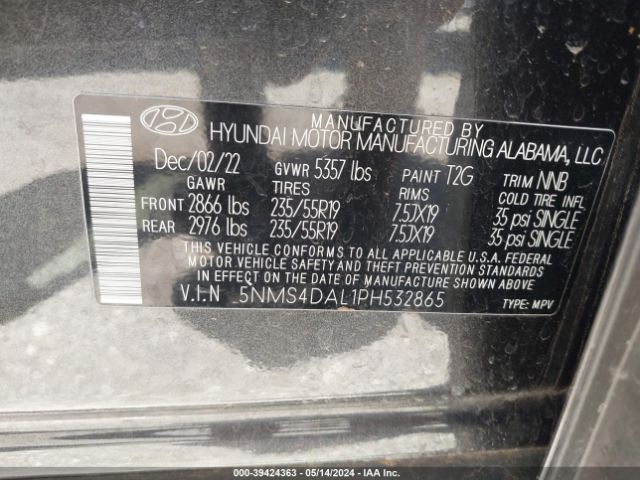 MANUFACTURED BY
HYUNDAI MOTOR MANUFACTURING ALABAMA, LLC
Dec/02/22 GVWR 5357 lbs PAINT T2G TRIM NNB
GAWR TIRES RIMS COLD TIRE INFL
FRONT 2866 lbs 235/55R19 7.5JX19 35 psi SINGLE
REAR 2976 lbs 235/55R19 7.5JX19 35 psi SINGLE
THIS VEHICLE CONFORMS TO ALL APPLICABLE U.S.A. FEDERAL
MOTOR VEHICLE SAFETY AND THEFT PREVENTION STANDARDS
IN EFFECT ON THE DATE OF MANUFACTURE SHOWN ABOVE.
V.I.N 5NMS4DAL1PH532865 TYPE: MPV
000-39424363 - 05/14/2024 - IAAI.COM